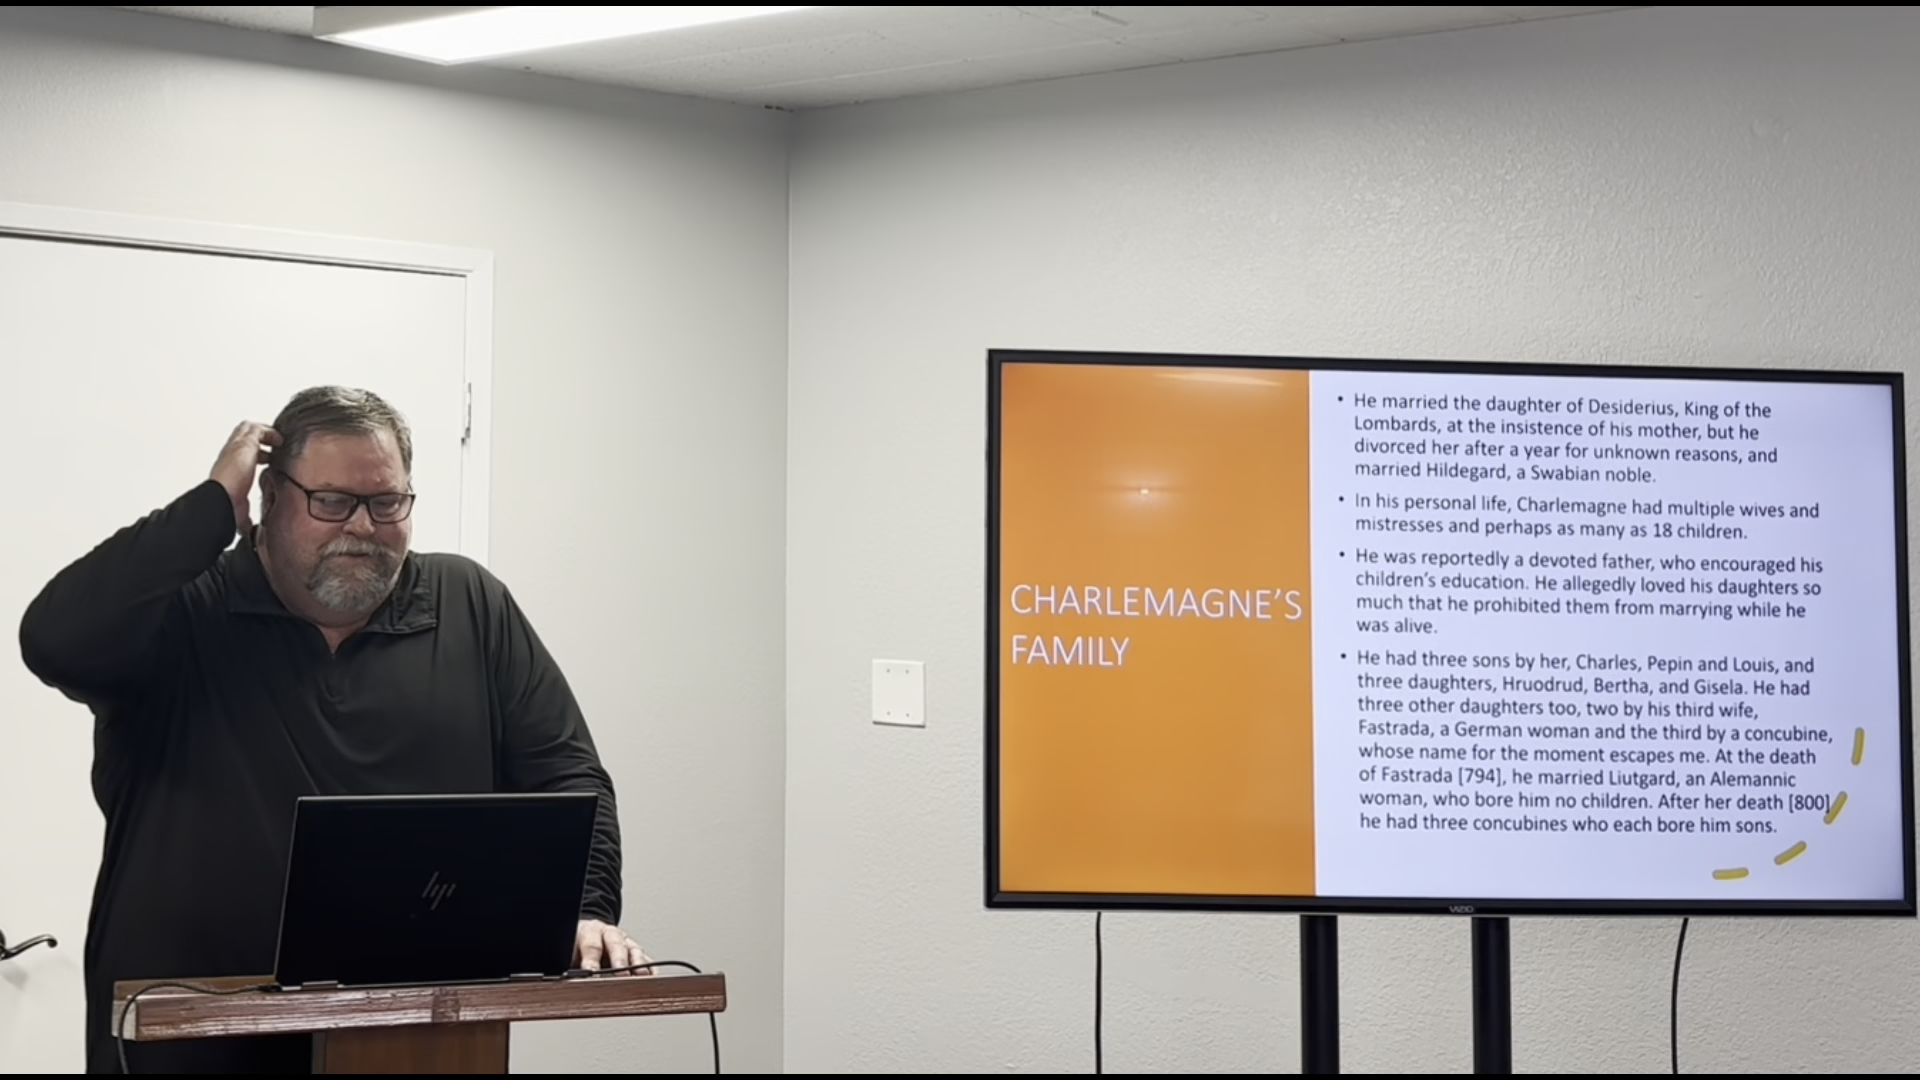 CHARLEMAGNE'S
FAMILY
• He married the daughter of Desiderius, King of the
Lombards, at the insistence of his mother, but he
divorced her after a year for unknown reasons, and
married Hildegard, a Swabian noble.
• In his personal life, Charlemagne had multiple wives and
mistresses and perhaps as many as 18 children.
• He was reportedly a devoted father, who encouraged his
children's education. He allegedly loved his daughters so
much that he prohibited them from marrying while he
was alive.
• He had three sons by her, Charles, Pepin and Louis, and
three daughters, Hruodrud, Bertha, and Gisela. He had
three other daughters too, two by his third wife,
Fastrada, a German woman and the third by a concubine,
whose name for the moment escapes me. At the death
of Fastrada [794], he married Liutgard, an Alemannic
woman, who bore him no children. After her death [800]
he had three concubines who each bore him sons.
hp
VIZIO